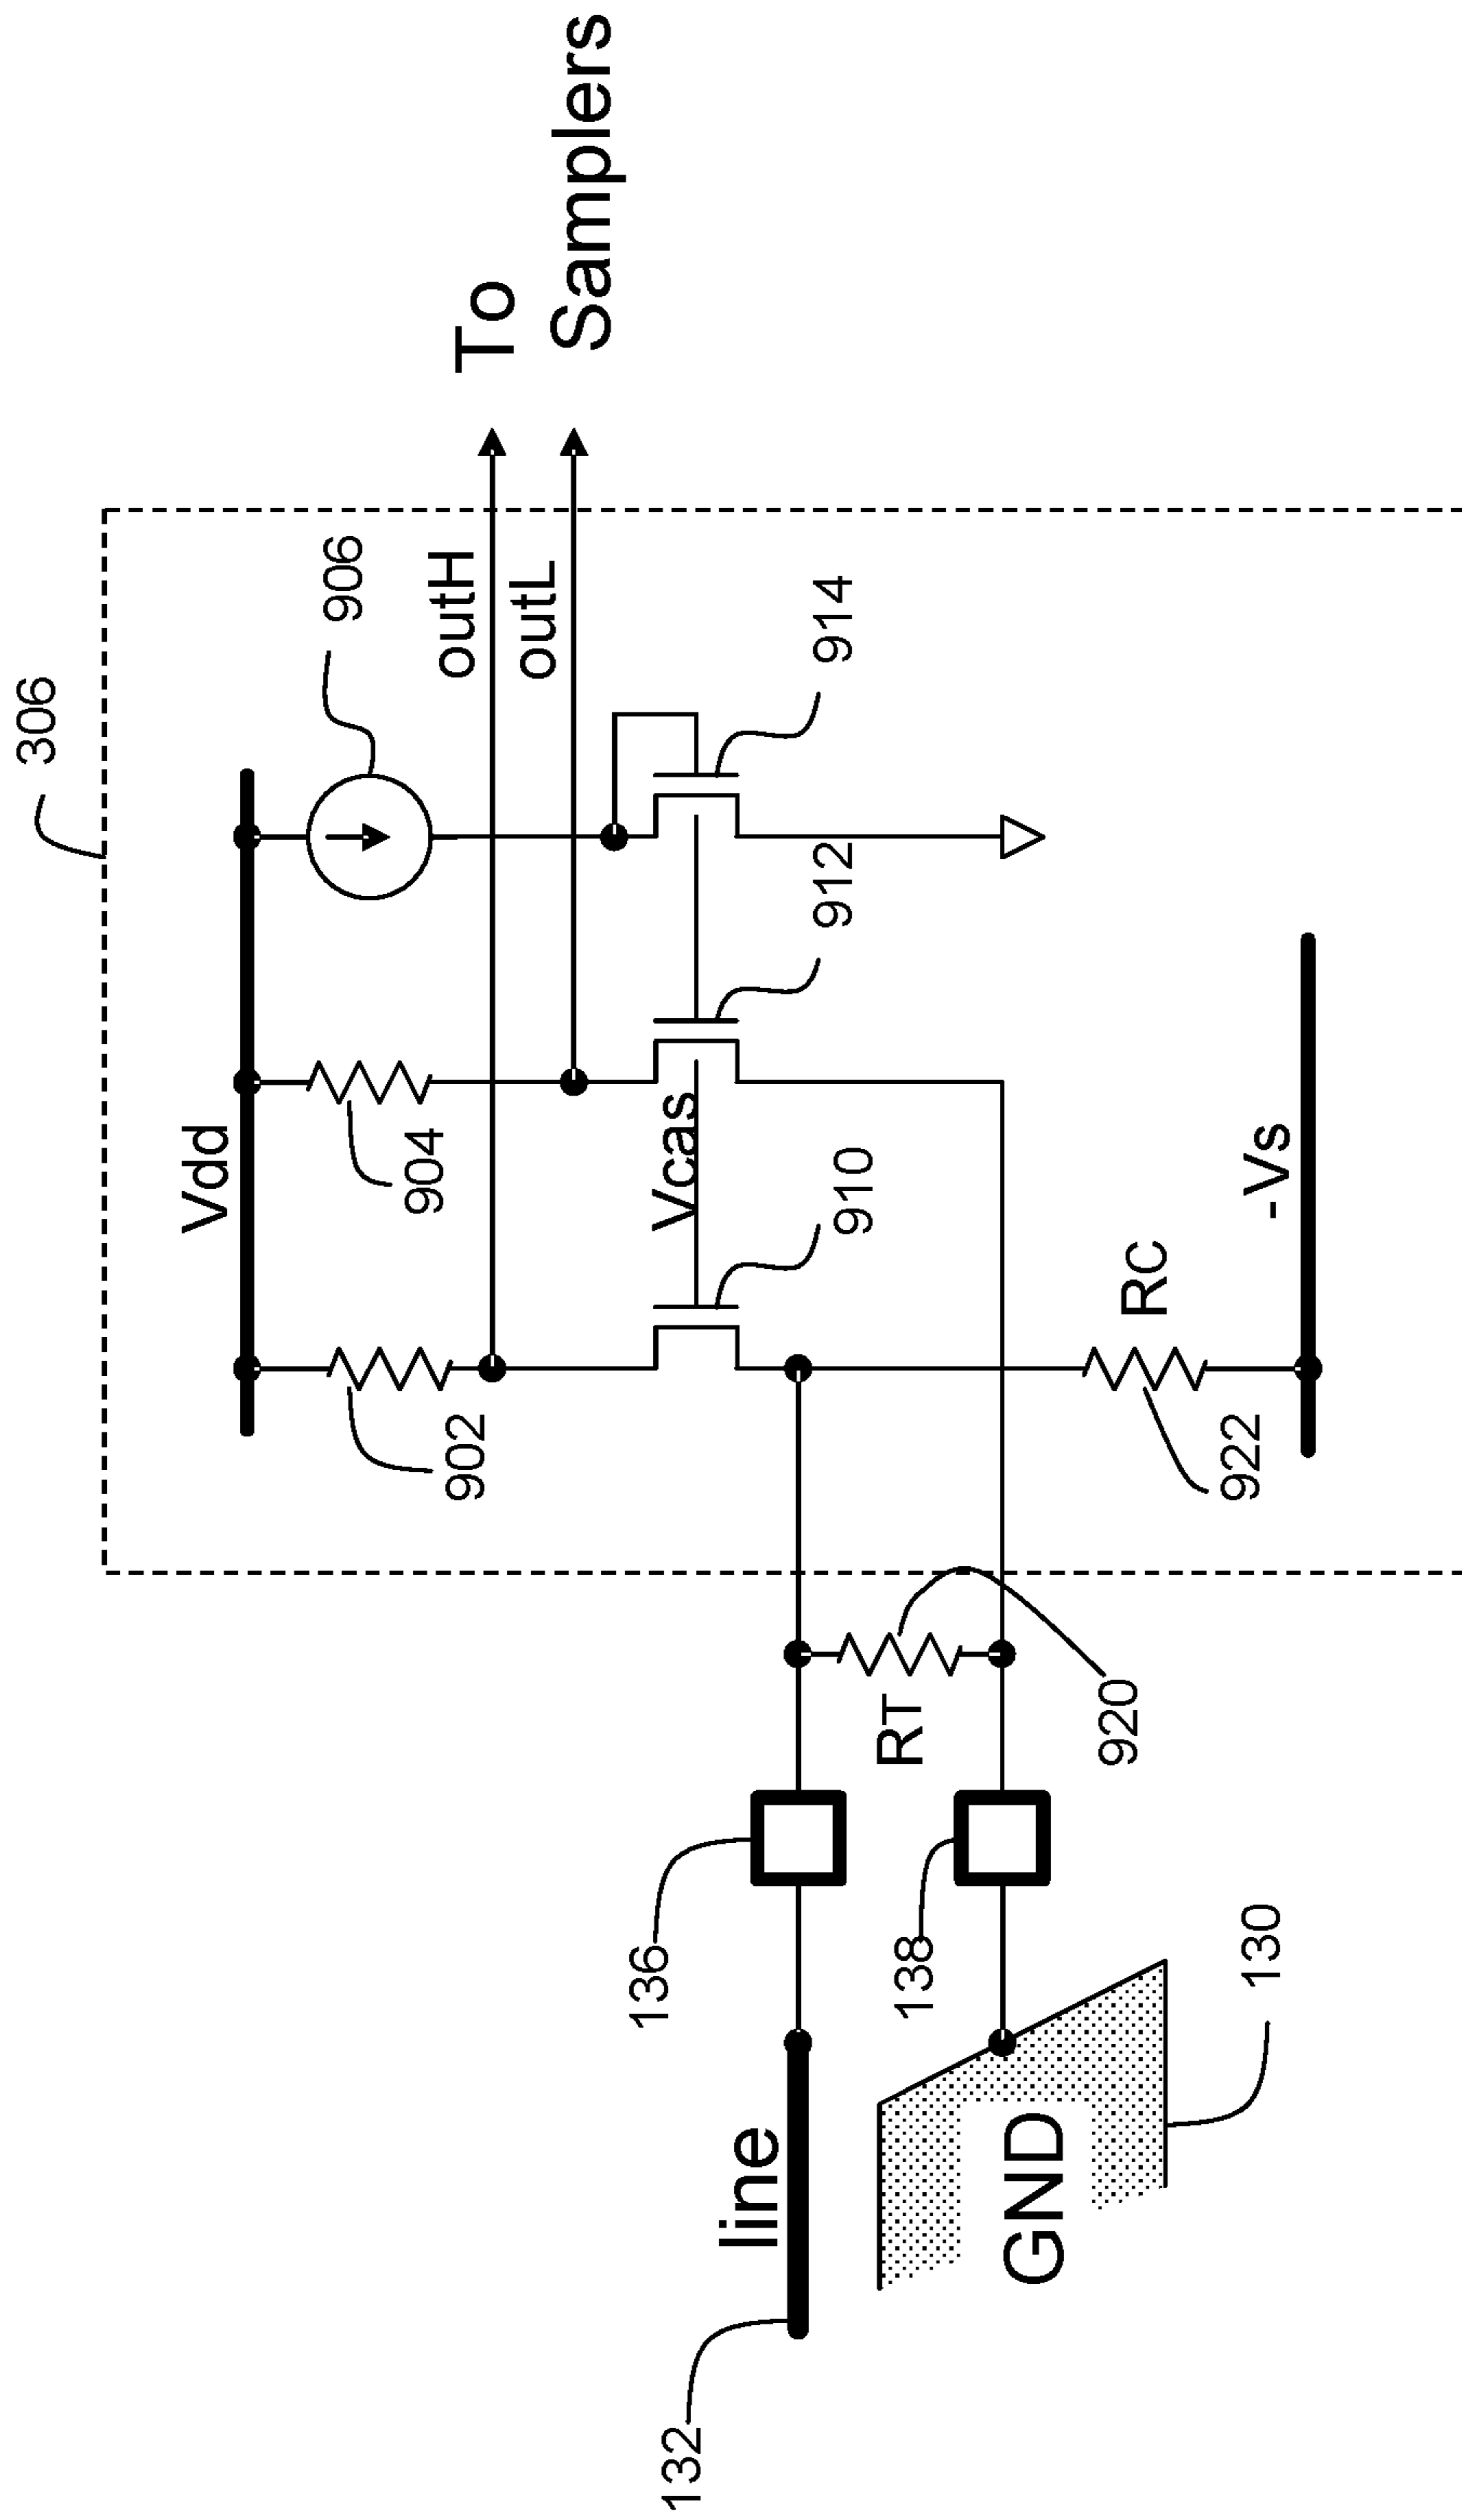 306
Vdd
906
To
Samplers
outH
outL
904
902
Vcas
914
912
910
RC
922
-Vs
RT
920
136
138
line
132
GND
130